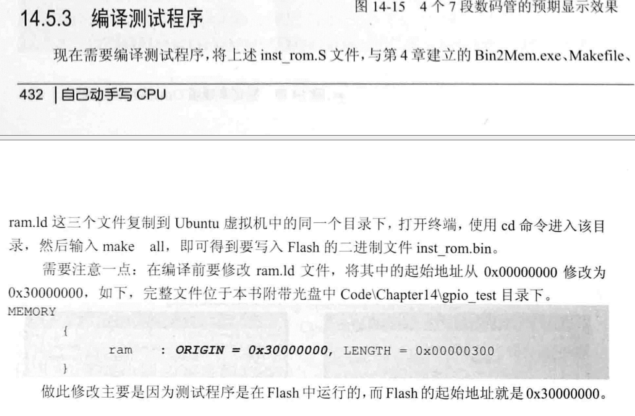 图 14-15 4 个 7 段数码管的预期显示效果
14.5.3 编译测试程序
现在需要编译测试程序,将上述 inst_rom.S 文件,与第 4 章建立的 Bin2Mem.exe、Makefile、
432 | 自己动手写 CPU
ram.ld 这三个文件复制到 Ubuntu 虚拟机中的同一个目录下,打开终端,使用 cd 命令进入该目
录,然后输入 make all,即可得到要写入 Flash 的二进制文件 inst_rom.bin。
需要注意一点:在编译前要修改 ram.ld 文件,将其中的起始地址从 0x00000000 修改为
0x30000000,如下,完整文件位于本书附带光盘中 Code\Chapter14\gpio_test 目录下。
MEMORY
{
ram : ORIGIN = 0x30000000, LENGTH = 0x00000300
}
做此修改主要是因为测试程序是在 Flash 中运行的,而 Flash 的起始地址就是 0x30000000。